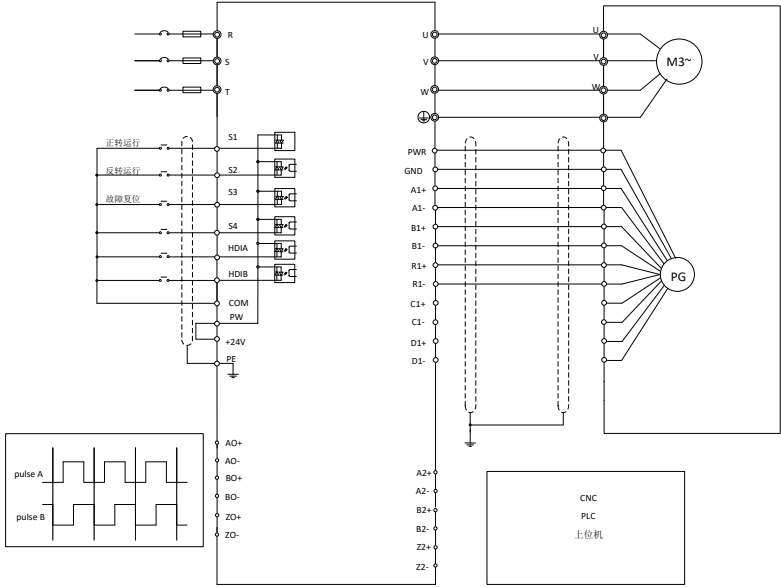 R
S
T
U
V
W
U
V
W
M3~
正转运行
反转运行
故障复位
S1
S2
S3
S4
HDIA
HDIB
COM
PW
+24V
PE
PWR
GND
A1+
A1-
B1+
B1-
R1+
R1-
C1+
C1-
D1+
D1-
PG
pulse A
pulse B
AO+
AO-
BO+
BO-
ZO+
ZO-
A2+
A2-
B2+
B2-
Z2+
Z2-
CNC
PLC
上位机